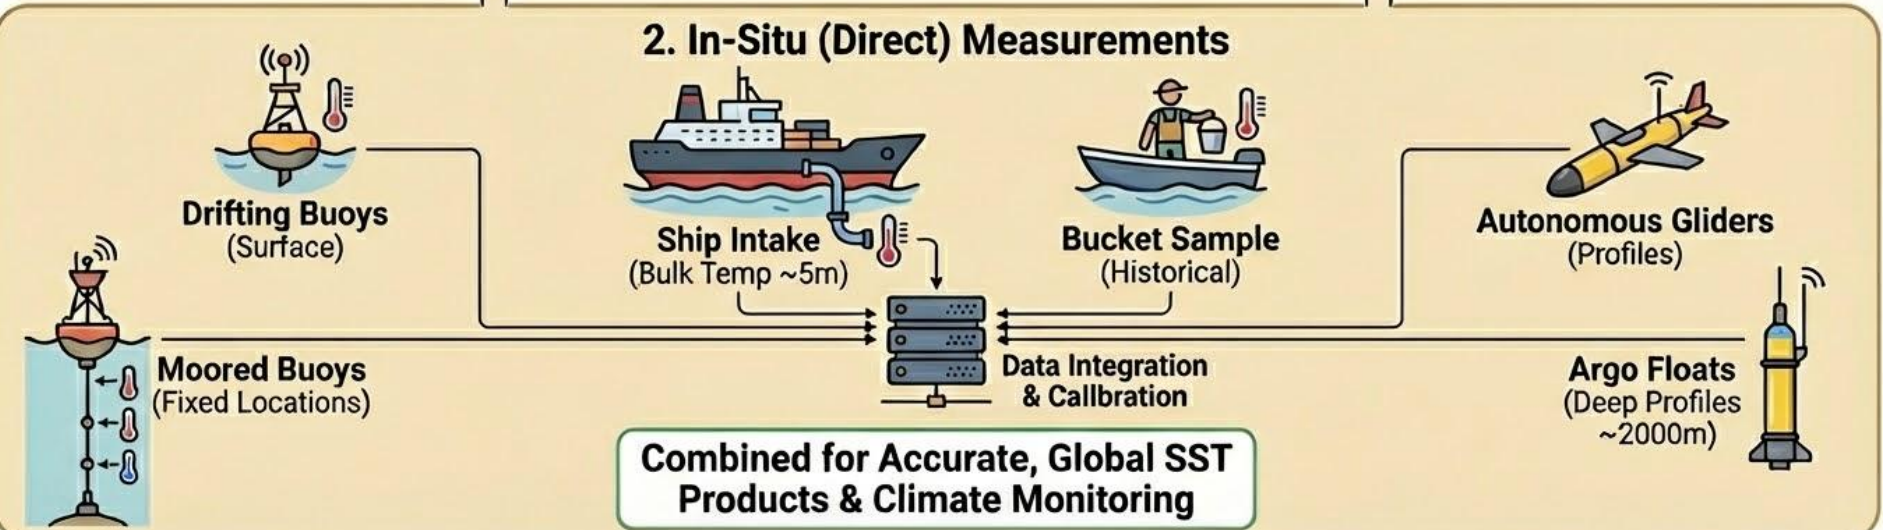 2. In-Situ (Direct) Measurements
Drifting Buoys
(Surface)
Ship Intake
(Bulk Temp ~5m)
Bucket Sample
(Historical)
Autonomous Gliders
(Profiles)
Moored Buoys
(Fixed Locations)
Data Integration
& Callbration
Argo Floats
(Deep Profiles
~2000m)
Combined for Accurate, Global SST
Products & Climate Monitoring